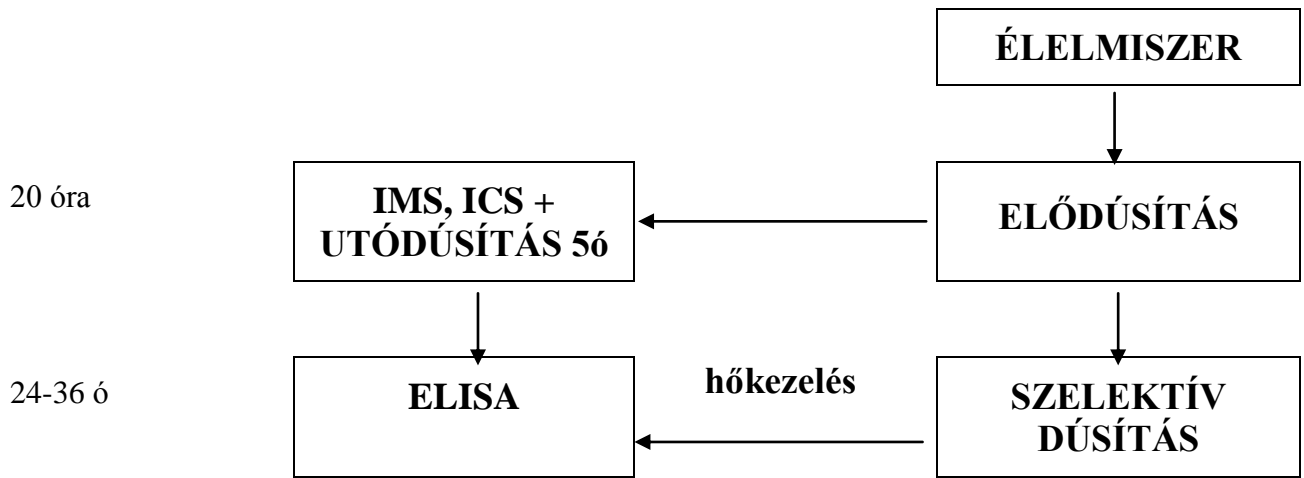 ÉLELMISZER
20 óra
IMS, ICS +
UTÓDÚSÍTÁS 5ó
ELŐDÚSÍTÁS
24-36 ó
ELISA
hőkezelés
SZELEKTÍV
DÚSÍTÁS